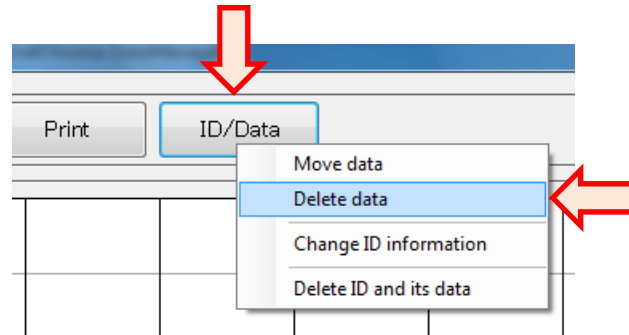 Print
ID/Data
Move data
Delete data
Change ID information
Delete ID and its data